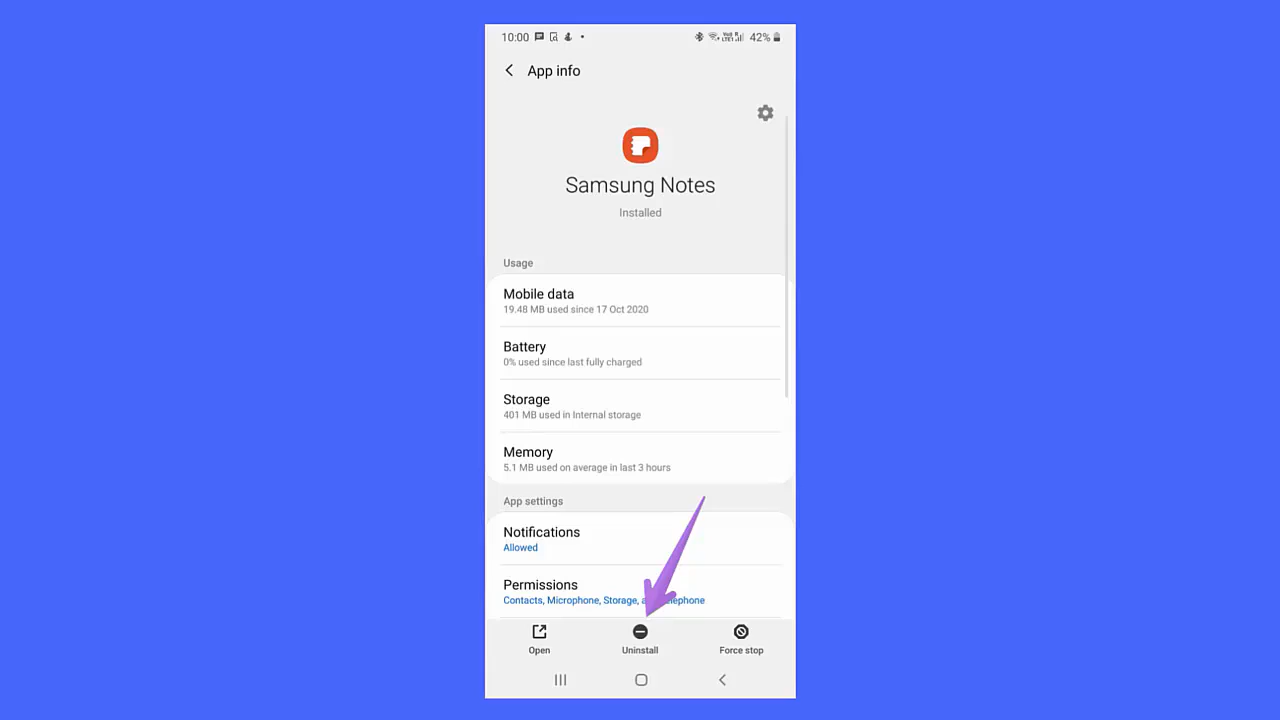 10:00 42%
App info
Samsung Notes
Installed
Usage
Mobile data
19.48 MB used since 17 Oct 2020
Battery
0% used since last fully charged
Storage
401 MB used in Internal storage
Memory
5.1 MB used on average in last 3 hours
App settings
Notifications
Allowed
Permissions
Contacts, Microphone, Storage,
Open Uninstall Force stop